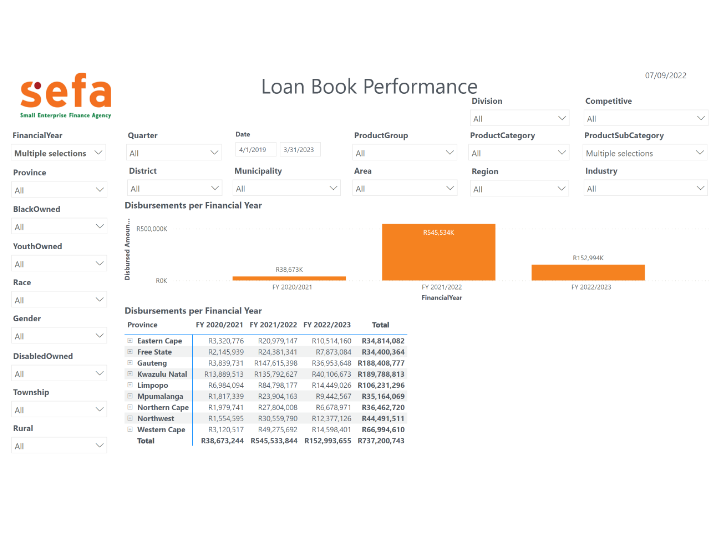 07/09/2022
sefa
Small Enterprise Finance Agency
Loan Book Performance
Division
Competitive
All
All
FinancialYear
Quarter
Date
ProductGroup
ProductCategory
ProductSubCategory
Multiple selections
All
4/1/2019
3/31/2023
All
All
Multiple selections
Province
District
Municipality
Area
Region
Industry
All
All
All
All
All
All
BlackOwned
All
YouthOwned
All
Race
All
Gender
All
DisabledOwned
All
Township
All
Rural
All
Disbursements per Financial Year
Disbursed Amoun...
R500,000K
R0K
R38,673K
R545,534K
R152,994K
FY 2020/2021
FY 2021/2022
FY 2022/2023
FinancialYear
Disbursements per Financial Year
Province FY 2020/2021 FY 2021/2022 FY 2022/2023 Total
Eastern Cape R3,320,776 R20,979,147 R10,514,160 R34,814,082
Free State R2,145,939 R24,381,341 R7,873,084 R34,400,364
Gauteng R3,839,731 R147,615,398 R36,953,648 R188,408,777
Kwazulu Natal R13,889,513 R135,792,627 R40,106,673 R189,788,813
Limpopo R6,984,094 R84,798,177 R14,449,026 R106,231,296
Mpumalanga R1,817,339 R23,904,163 R9,442,567 R35,164,069
Northern Cape R1,979,741 R27,804,008 R6,678,971 R36,462,720
Northwest R1,554,595 R30,559,790 R12,377,126 R44,491,511
Western Cape R3,120,517 R49,275,692 R14,598,401 R66,994,610
Total R38,673,244 R545,533,844 R152,993,655 R737,200,743